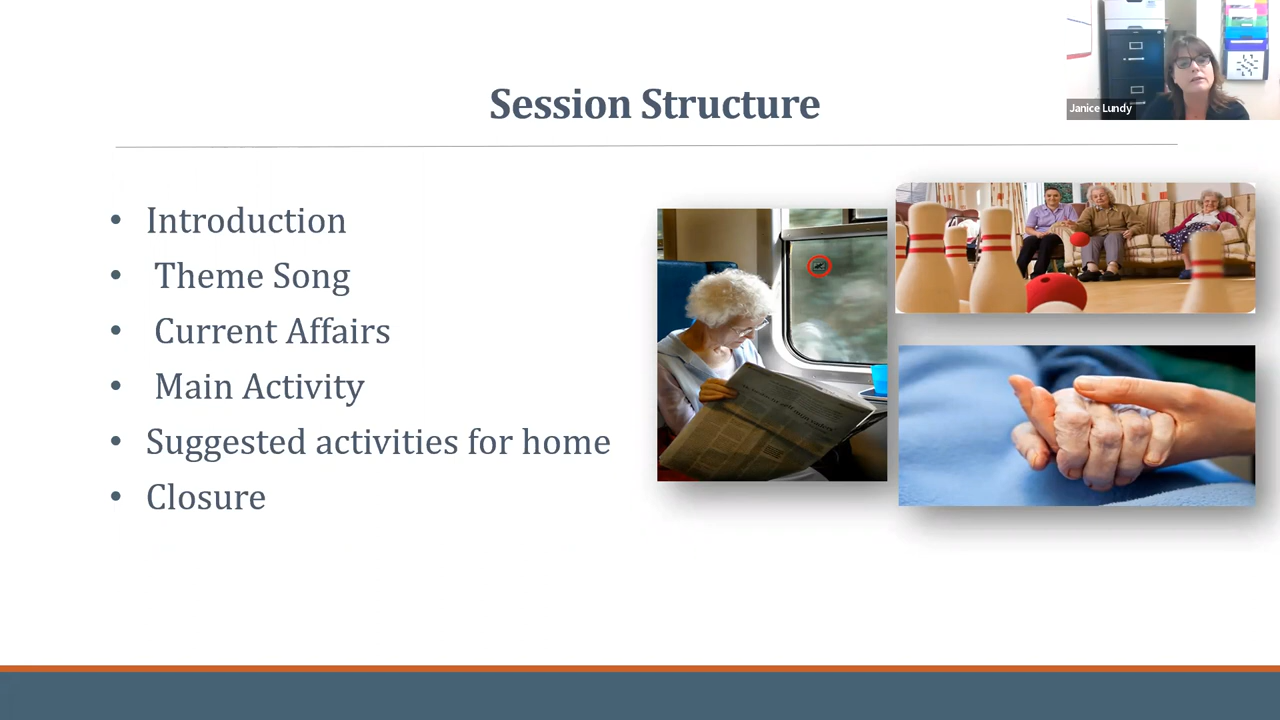 Session Structure
Janice Lundy
• Introduction
• Theme Song
• Current Affairs
• Main Activity
• Suggested activities for home
• Closure